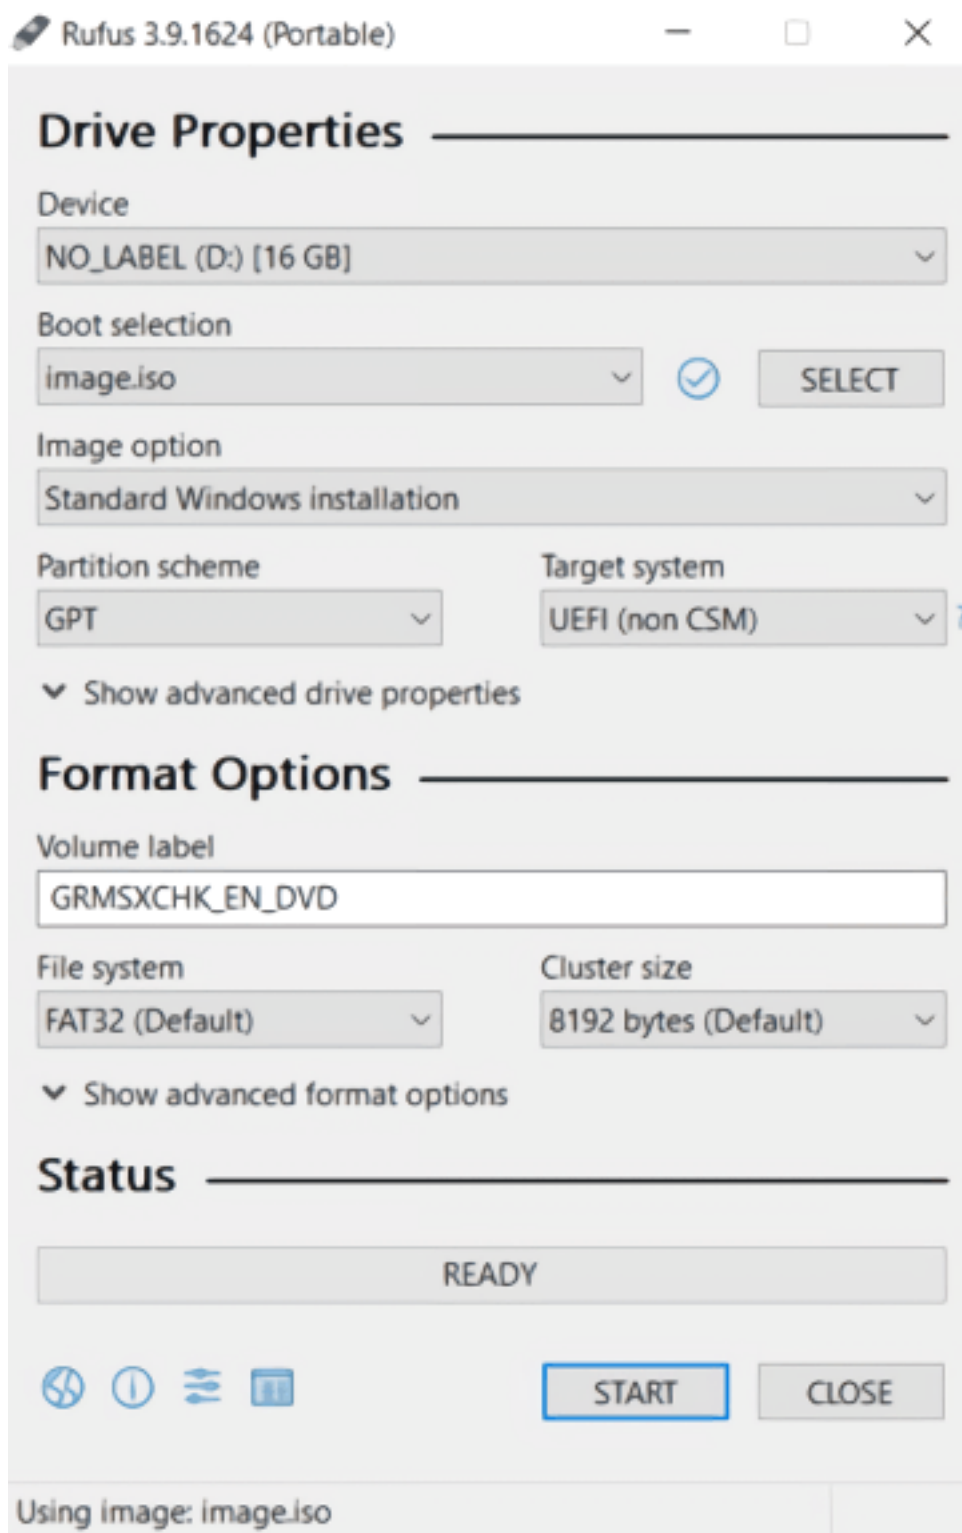 Rufus 3.9.1624 (Portable)
Drive Properties
Device
NO_LABEL (D:) [16 GB]
Boot selection
image.iso
SELECT
Image option
Standard Windows installation
Partition scheme
Target system
GPT
UEFI (non CSM)
?
Show advanced drive properties
Format Options
Volume label
GRMSXCHK_EN_DVD
File system
Cluster size
FAT32 (Default)
8192 bytes (Default)
Show advanced format options
Status
READY
START
CLOSE
Using image: image.iso